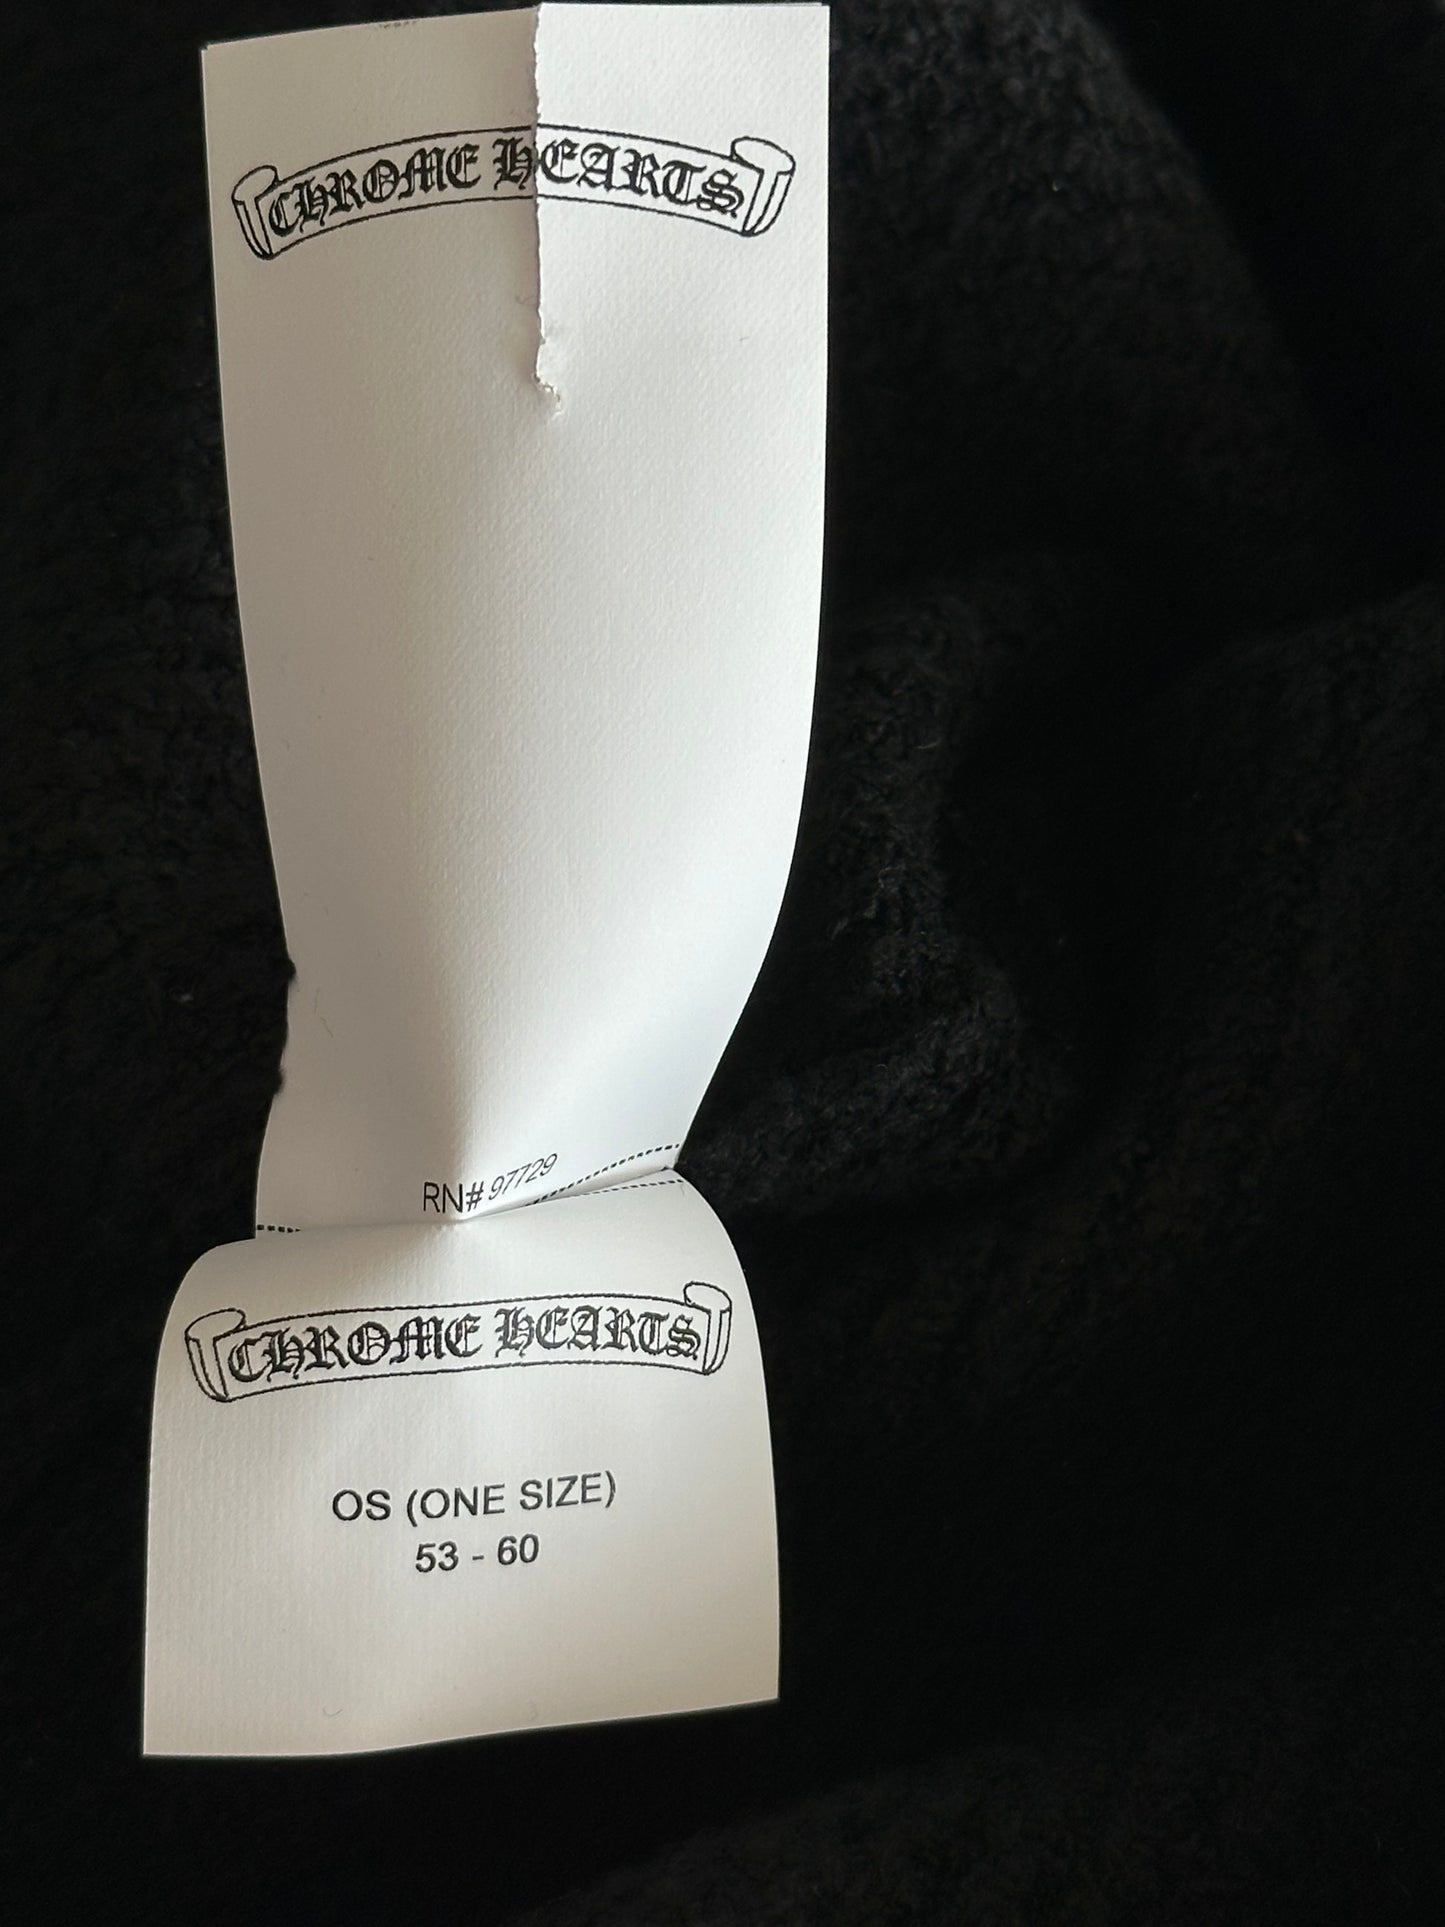 CHROME HEARTS
RN# 97729
CHROME HEARTS
OS (ONE SIZE)
53 - 60